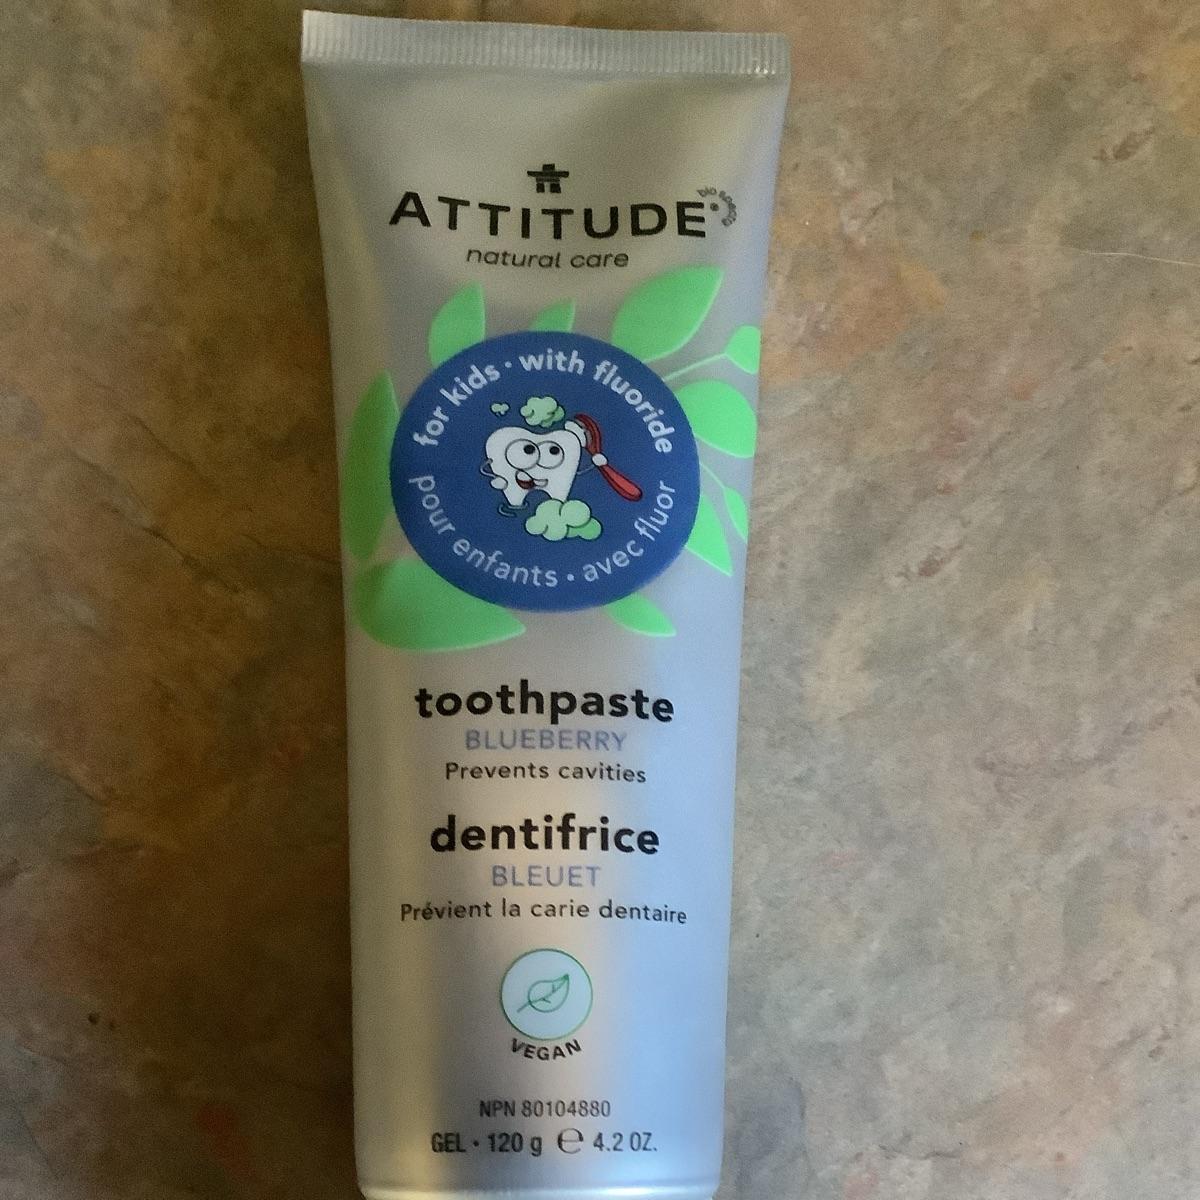 ATTITUDE
natural care
for kids · with fluoride
pour enfants · avec fluor
toothpaste
BLUEBERRY
Prevents cavities
dentifrice
BLEUET
Prévient la carie dentaire
VEGAN
NPN 80104880
GEL · 120 g ℮ 4.2 OZ.